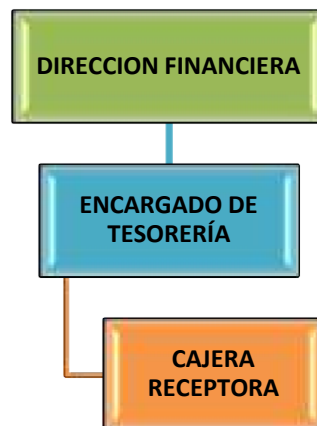 DIRECCION FINANCIERA
ENCARGADO DE
TESORERÍA
CAJERA
RECEPTORA